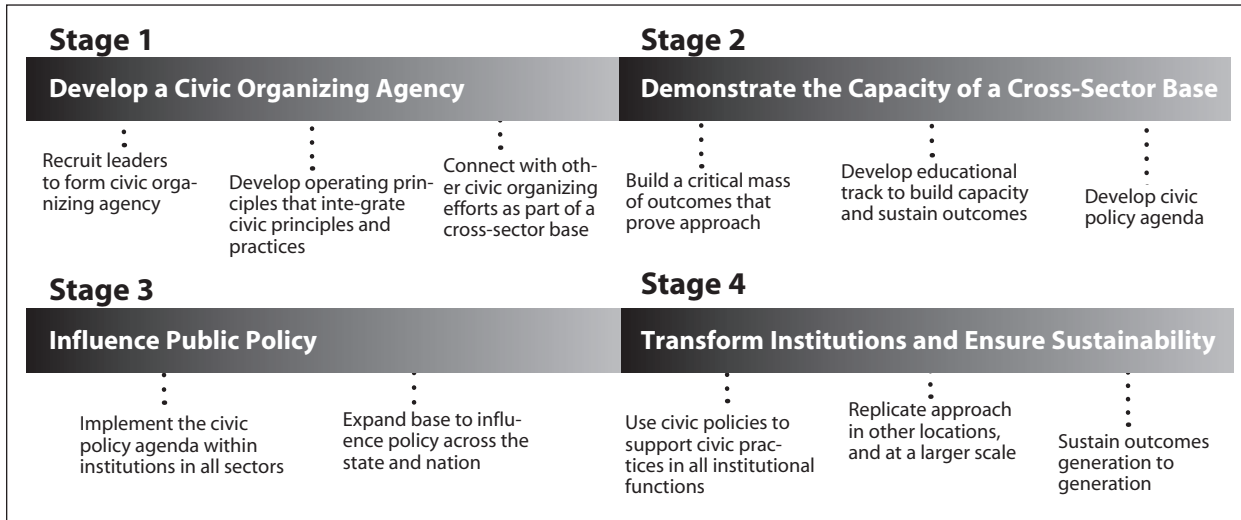 Stage 1
Develop a Civic Organizing Agency
Recruit leaders
to form civic orga-
nizing agency
Develop operating prin-
ciples that inte-grate
civic principles and
practices
Connect with oth-
er civic organizing
efforts as part of a
cross-sector base
Stage 2
Demonstrate the Capacity of a Cross-Sector Base
Build a critical mass
of outcomes that
prove approach
Develop educational
track to build capacity
and sustain outcomes
Develop civic
policy agenda
Stage 3
Influence Public Policy
Implement the civic
policy agenda within
institutions in all sectors
Expand base to influ-
ence policy across the
state and nation
Stage 4
Transform Institutions and Ensure Sustainability
Use civic policies to
support civic prac-
tices in all institutional
functions
Replicate approach
in other locations,
and at a larger scale
Sustain outcomes
generation to
generation